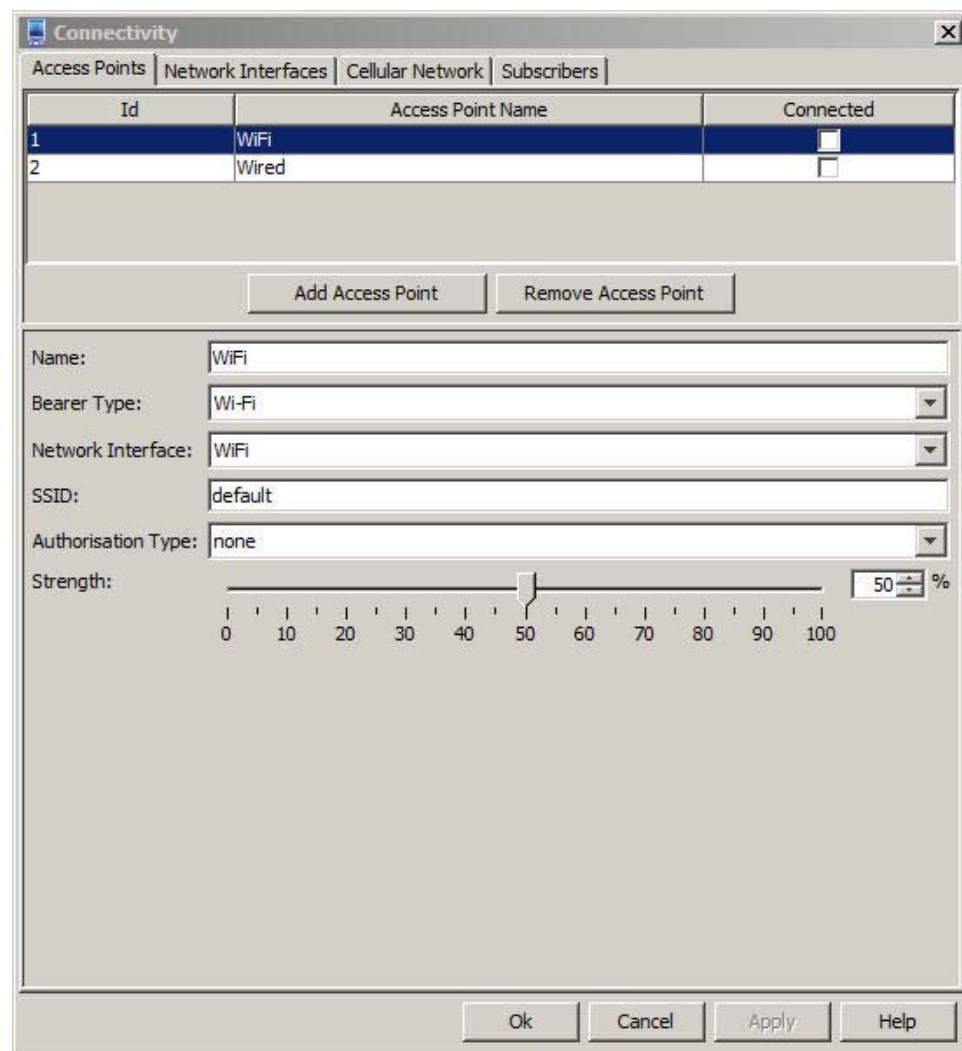 Connectivity
Access Points Network Interfaces Cellular Network Subscribers
Id Access Point Name Connected
1 WiFi
2 Wired
Add Access Point Remove Access Point
Name: WiFi
Bearer Type: Wi-Fi
Network Interface: WiFi
SSID: default
Authorisation Type: none
Strength: 50 %
0 10 20 30 40 50 60 70 80 90 100
Ok Cancel Apply Help